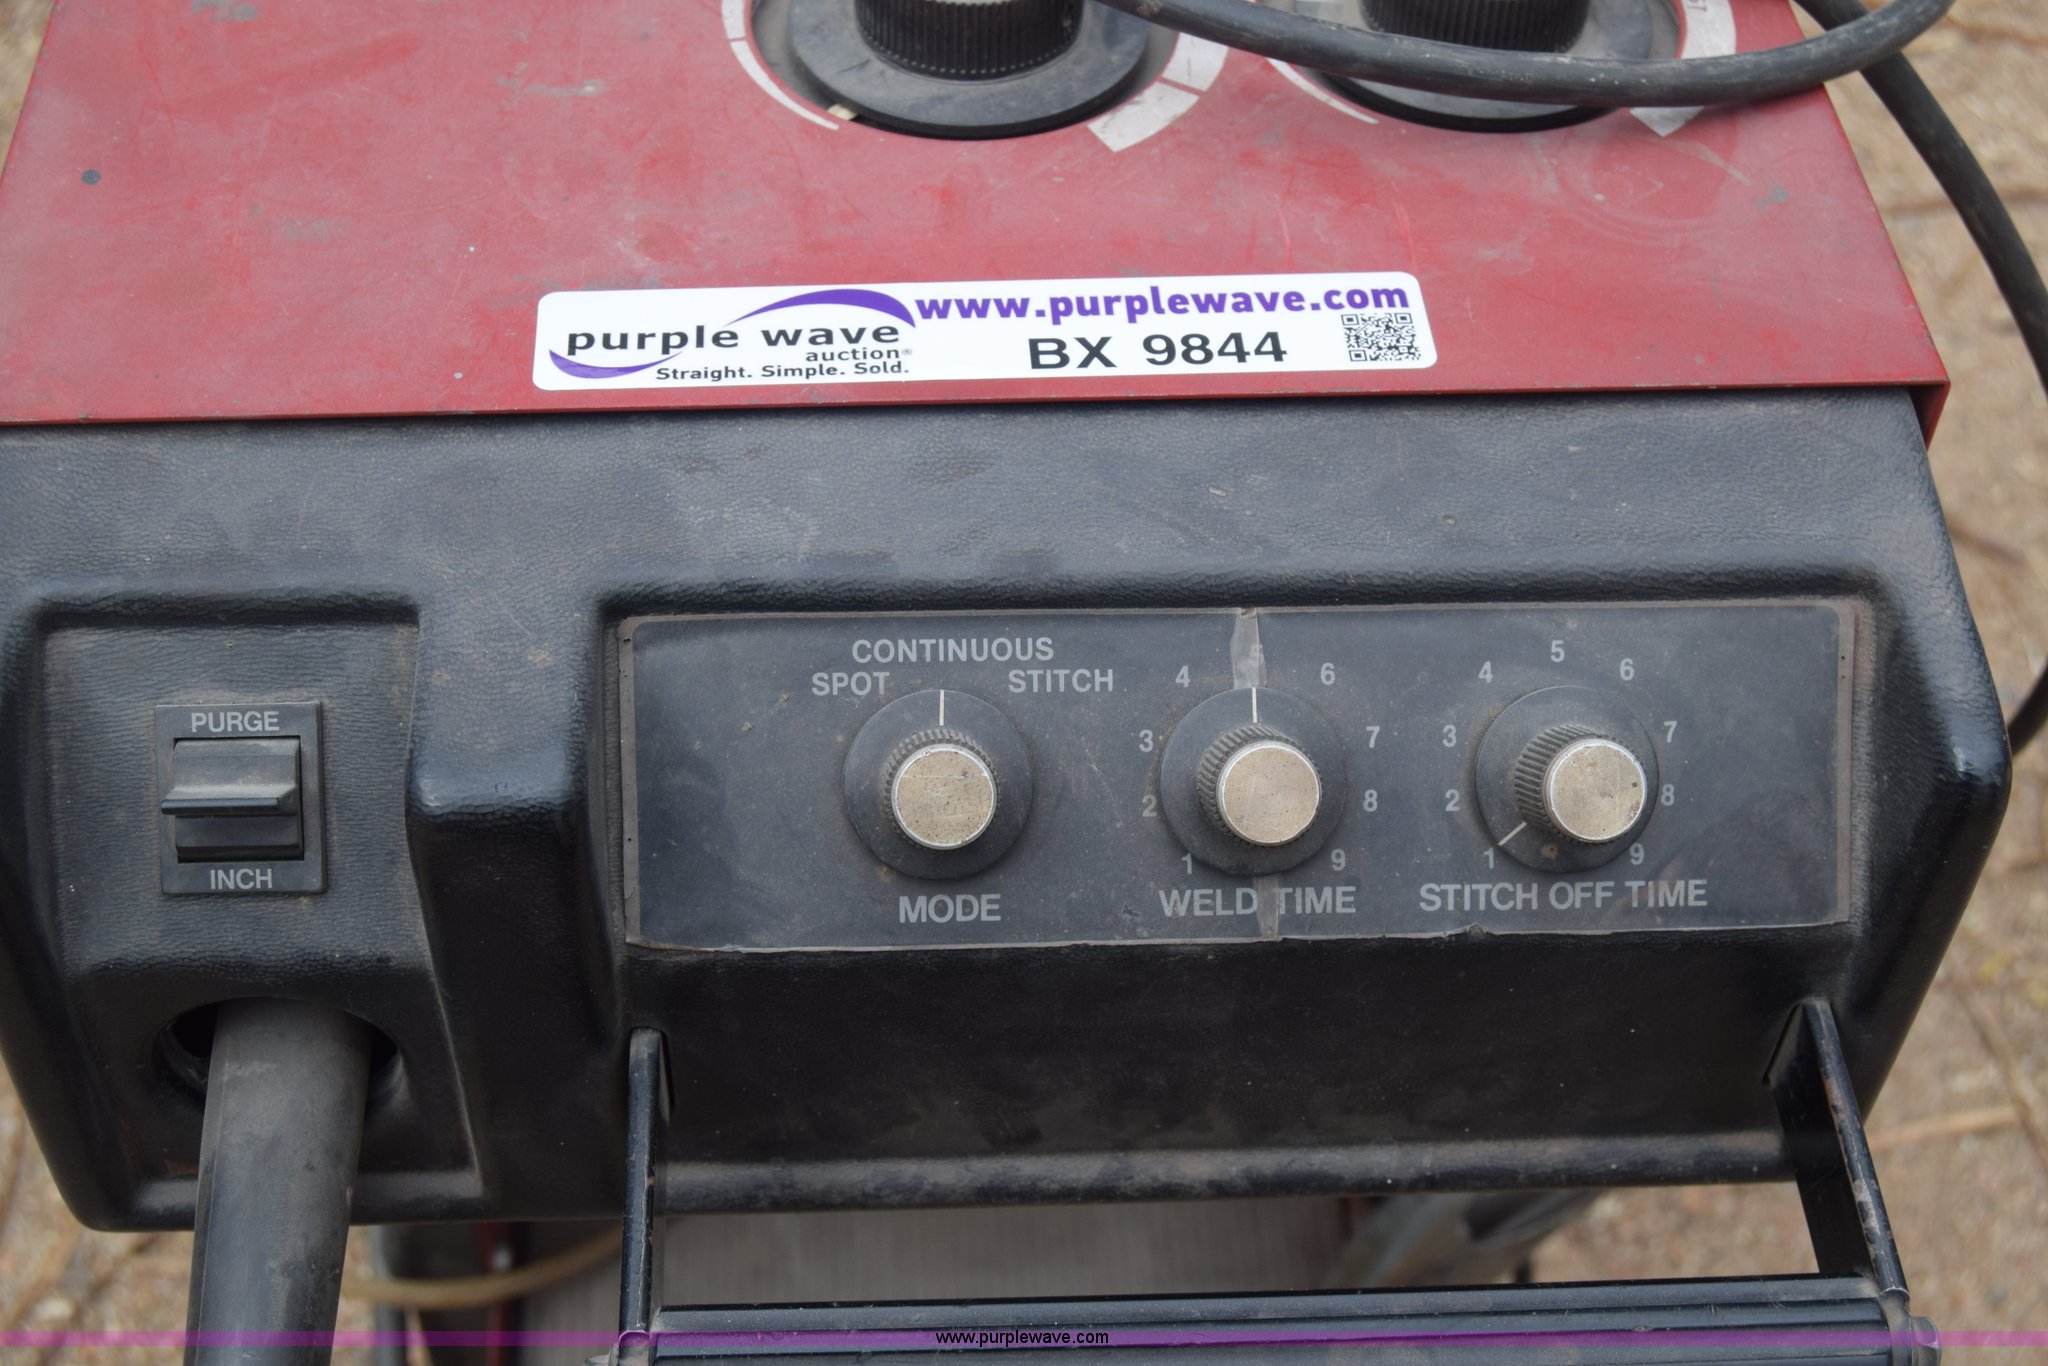 purple wave
auction®
Straight. Simple. Sold.
www.purplewave.com
BX 9844
PURGE
INCH
CONTINUOUS
SPOT
STITCH
MODE
1
2
3
4
5
6
7
8
9
WELD TIME
1
2
3
4
5
6
7
8
9
STITCH OFF TIME
www.purplewave.com